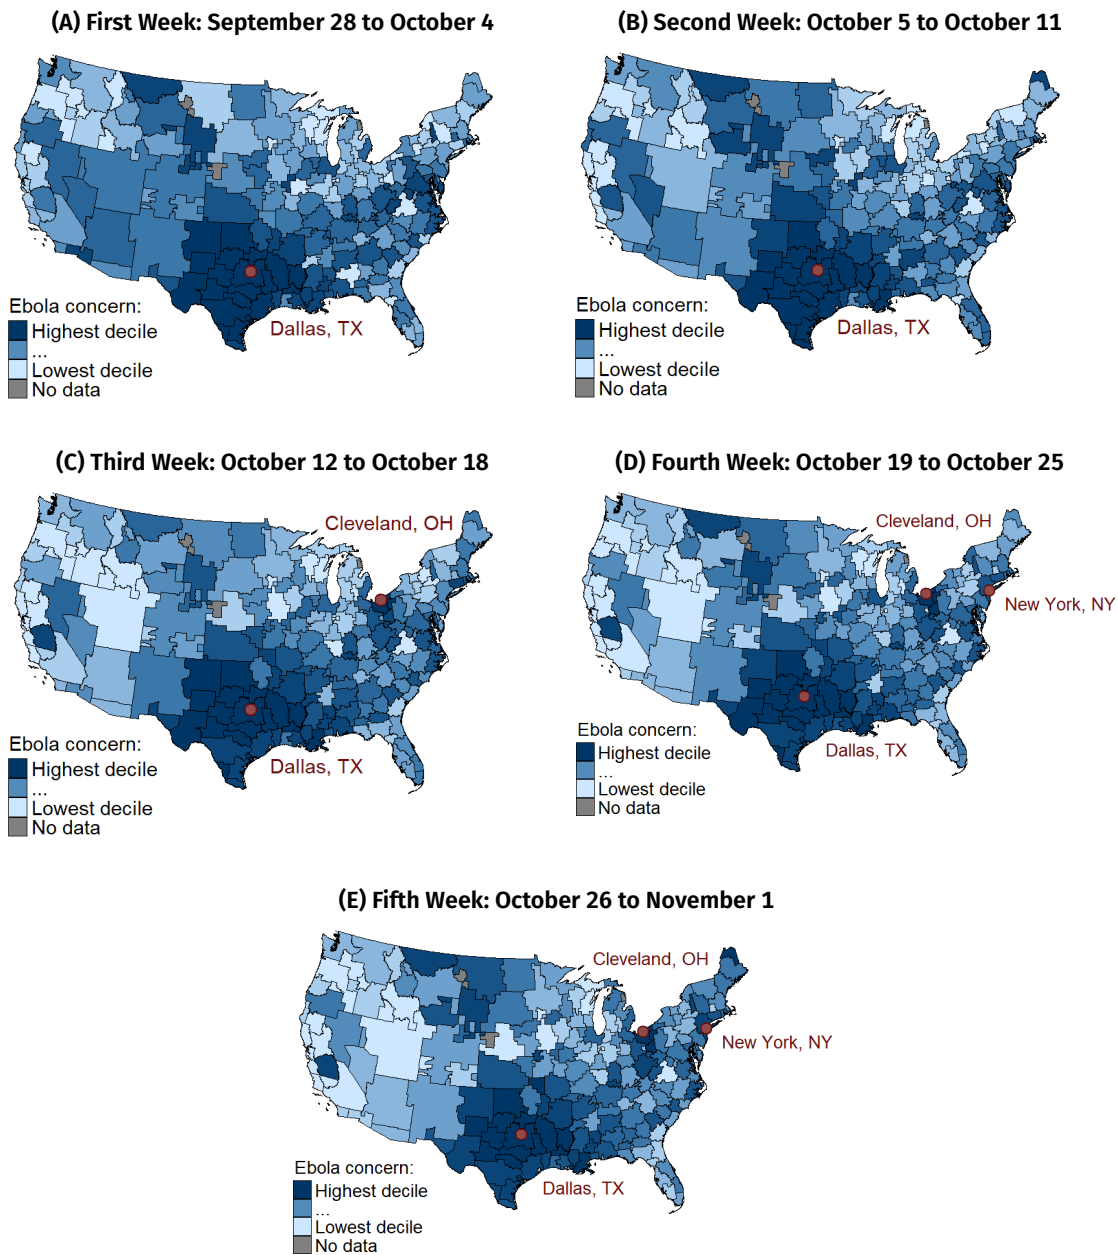 (A) First Week: September 28 to October 4
Ebola concern:
Highest decile
...
Lowest decile
No data
Dallas, TX
(B) Second Week: October 5 to October 11
Ebola concern:
Highest decile
...
Lowest decile
No data
Dallas, TX
(C) Third Week: October 12 to October 18
Cleveland, OH
Ebola concern:
Highest decile
...
Lowest decile
No data
Dallas, TX
(D) Fourth Week: October 19 to October 25
Cleveland, OH
New York, NY
Ebola concern:
Highest decile
...
Lowest decile
No data
Dallas, TX
(E) Fifth Week: October 26 to November 1
Cleveland, OH
New York, NY
Ebola concern:
Highest decile
...
Lowest decile
No data
Dallas, TX